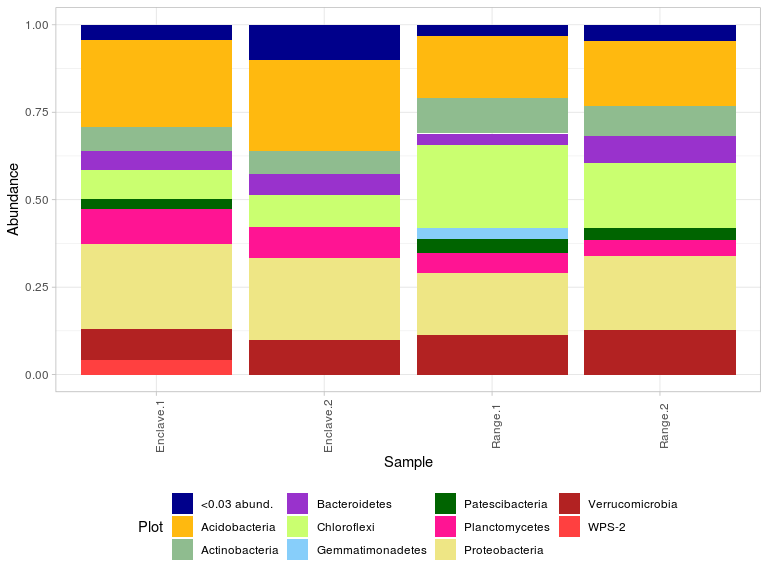 1.00
0.75
0.50
0.25
0.00
Abundance
Enclave.1
Enclave.2
Range.1
Range.2
Sample
Plot
<0.03 abund.
Acidobacteria
Actinobacteria
Bacteroidetes
Chloroflexi
Gemmatimonadetes
Patescibacteria
Planctomycetes
Proteobacteria
Verrucomicrobia
WPS-2